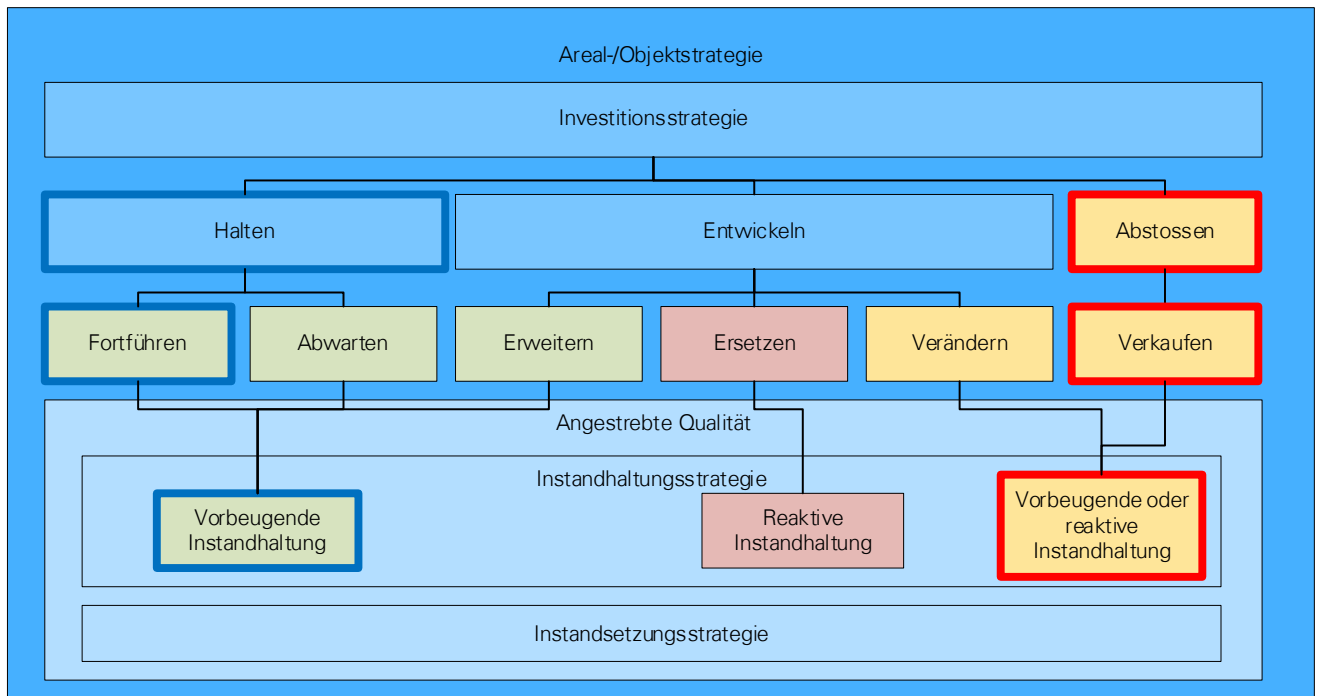 Areal-/Objektstrategie
Investitionsstrategie
Halten
Entwickeln
Abstossen
Fortführen
Abwarten
Erweitern
Ersetzen
Verändern
Verkaufen
Angestrebte Qualität
Instandhaltungsstrategie
Vorbeugende
Instandhaltung
Reaktive
Instandhaltung
Vorbeugende oder
reaktive
Instandhaltung
Instandsetzungsstrategie